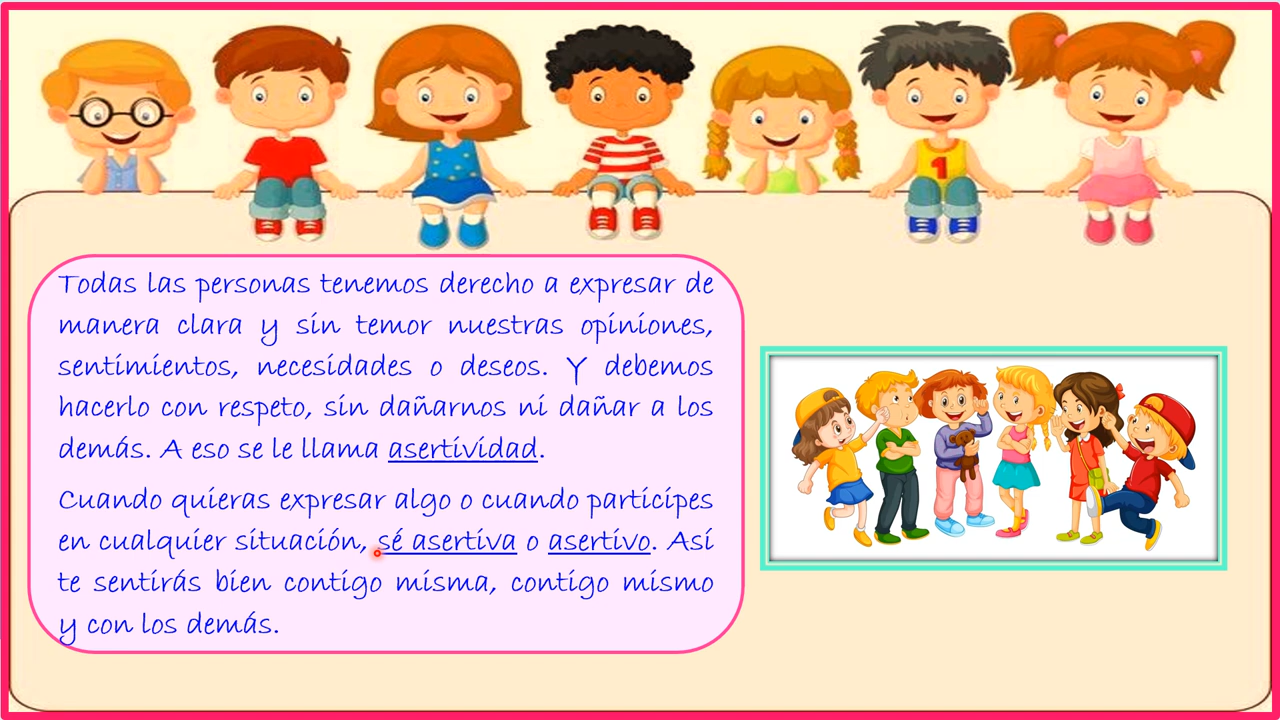 Todas las personas tenemos derecho a expresar de
manera clara y sin temor nuestras opiniones,
sentimientos, necesidades o deseos. Y debemos
hacerlo con respeto, sin dañarnos ni dañar a los
demás. A eso se le llama asertividad.
Cuando quieras expresar algo o cuando participes
en cualquier situación, sé asertiva o asertivo. Así
te sentirás bien contigo misma, contigo mismo
y con los demás.
1